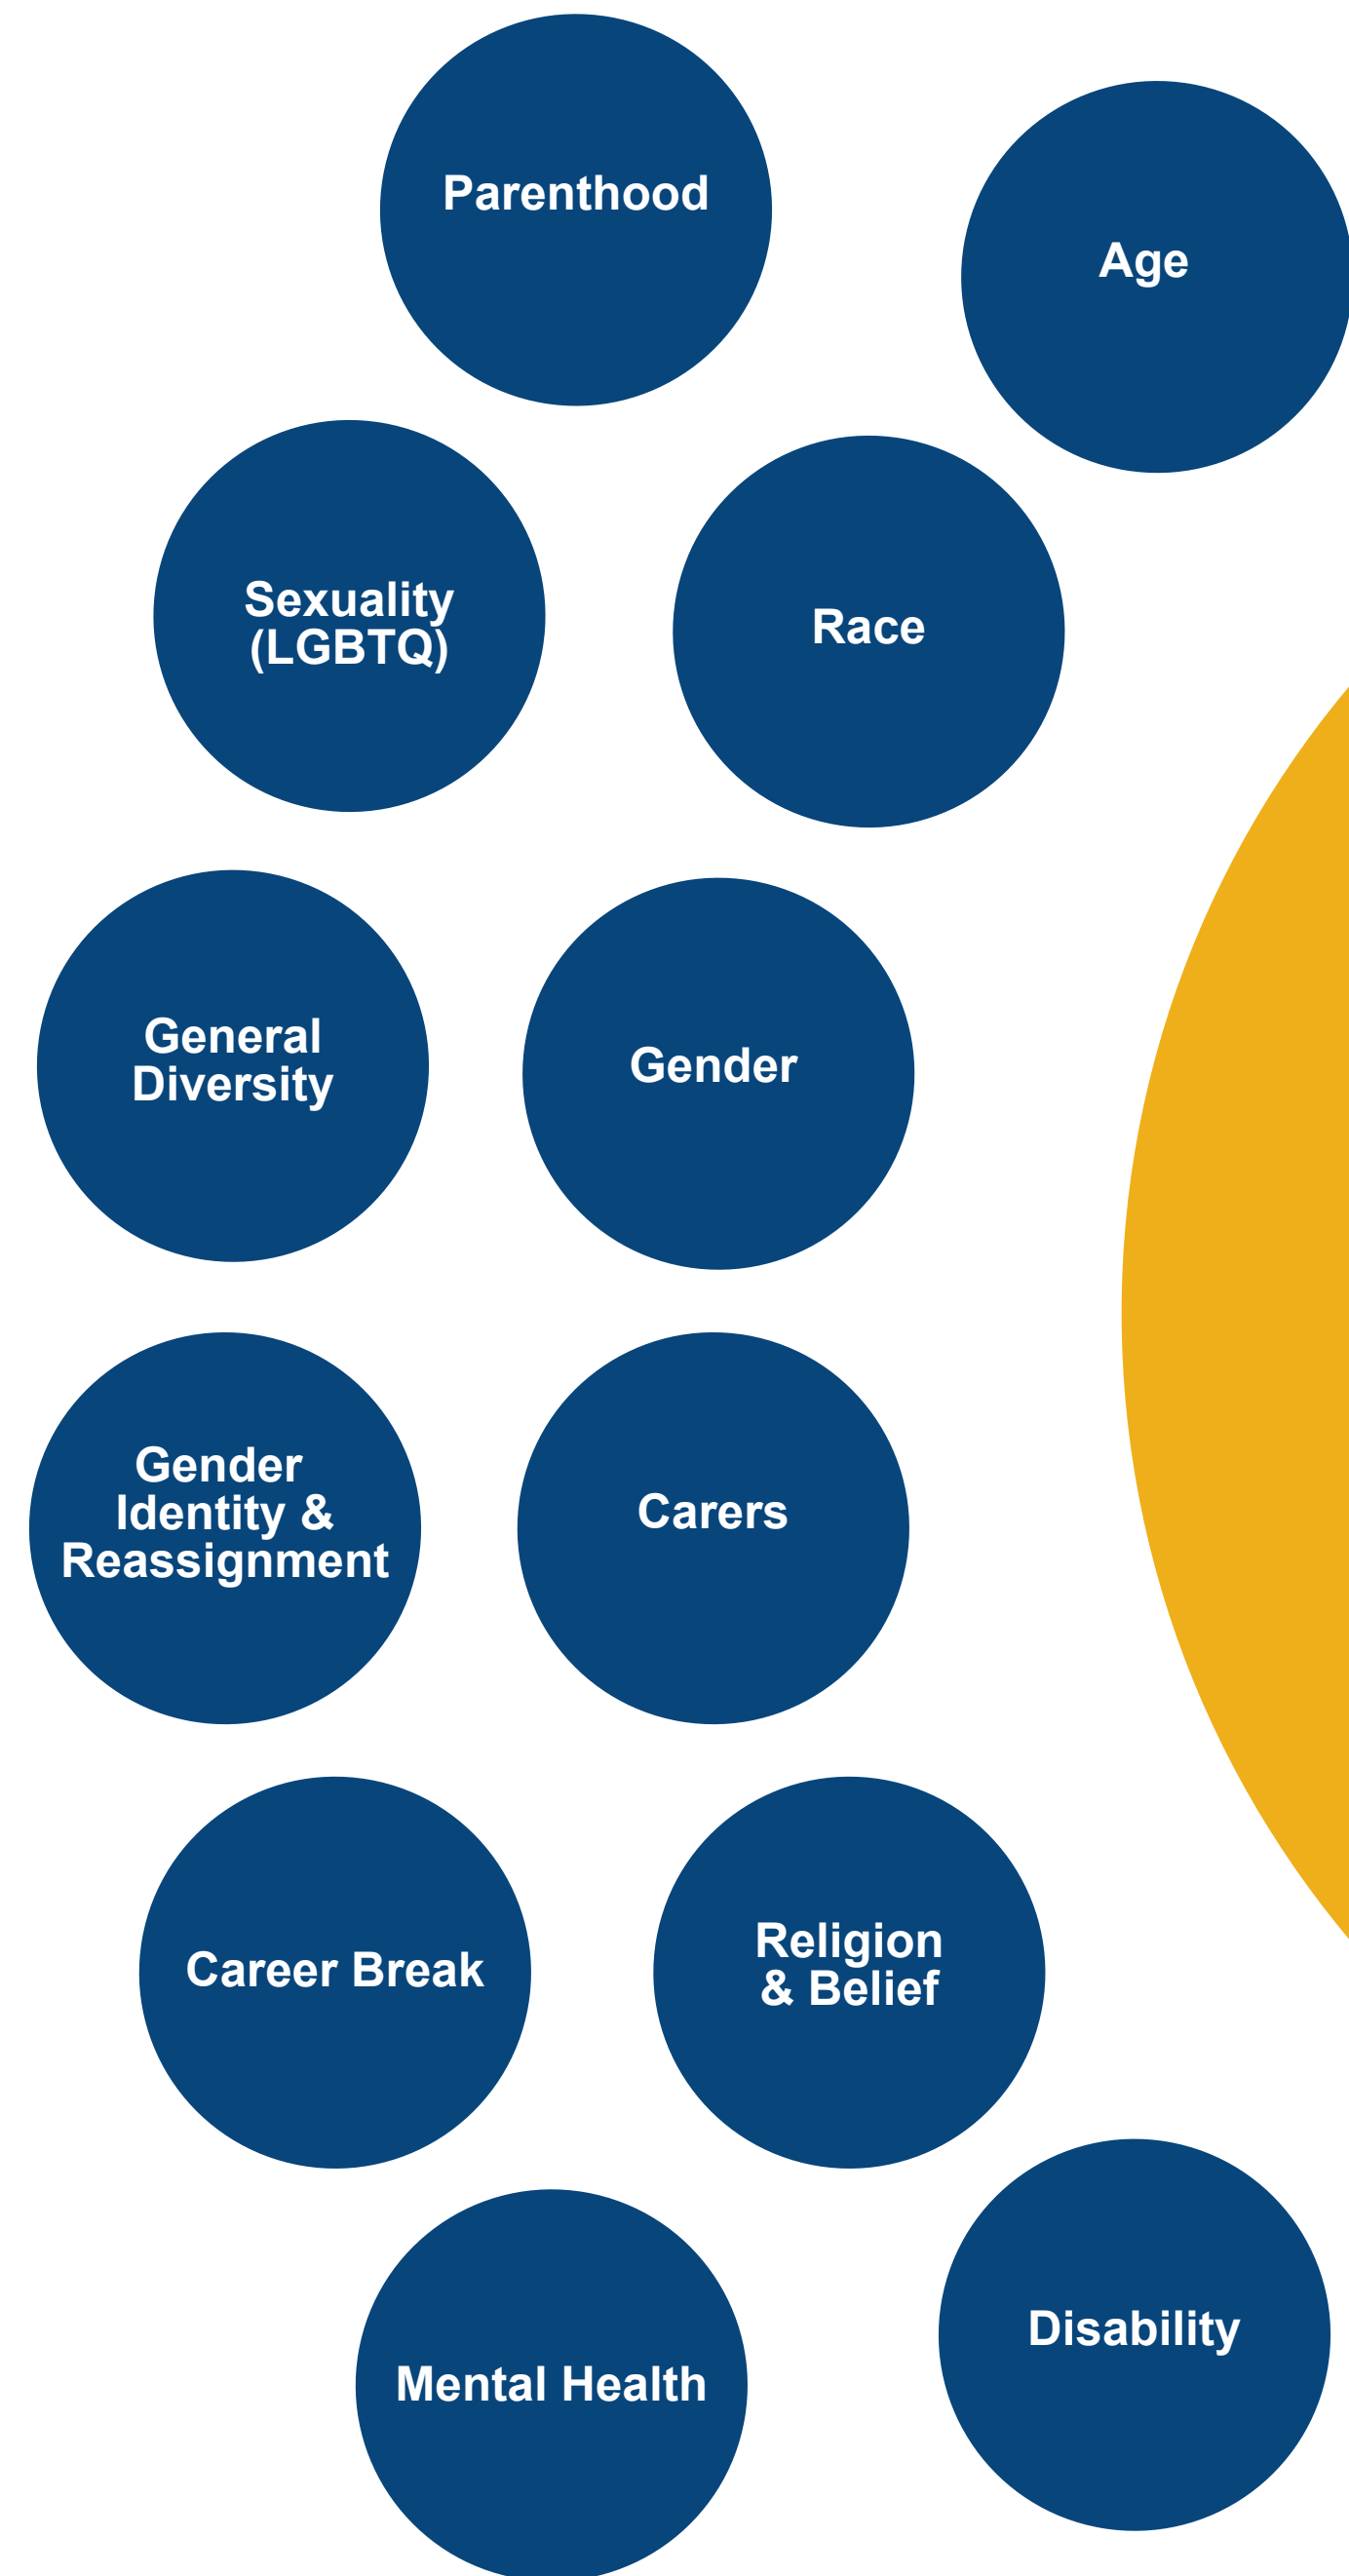 Parenthood
Age
Sexuality
(LGBTQ)
Race
General
Diversity
Gender
Gender
Identity &
Reassignment
Carers
Career Break
Religion
& Belief
Disability
Mental Health